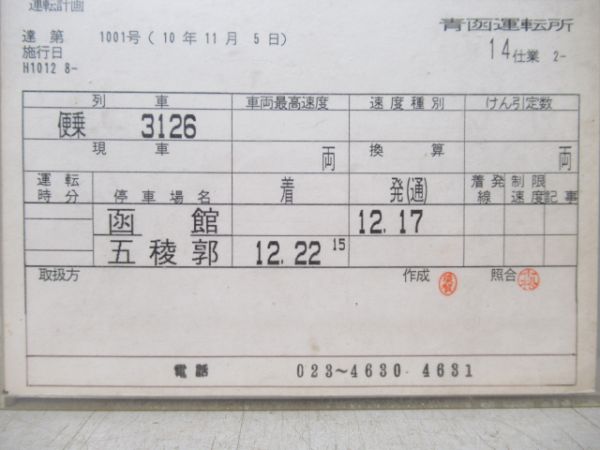 運転計画
達 第 1001号 ( 10年 11月 5日) 青函運転所
施行日 14仕業 2-
H1012 8-
列車 車両最高速度 速度種別 けん引定数
便乗 3126
現車 両 換算 両
運転時分 停車場名 着 発(通) 着発線 制限速度 記事
函館 12.17
五稜郭 12.22 15
取扱方 作成 照合
電話 023~4630. 4631